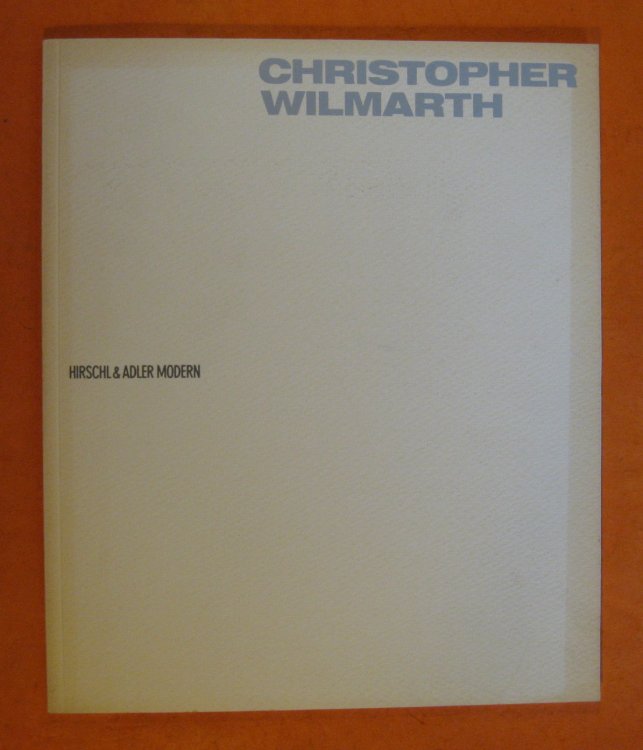 CHRISTOPHER
WILMARTH
HIRSCHL & ADLER MODERN